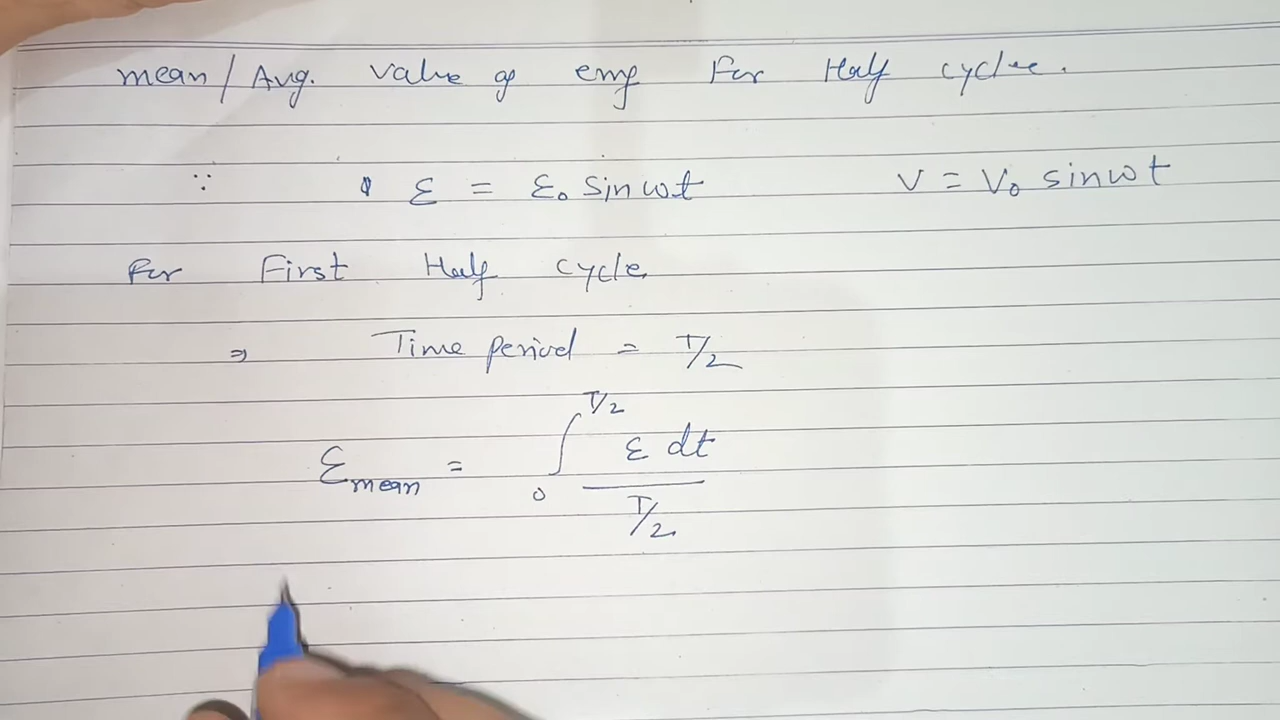 mean / Avg. value of emf For Half cycle.
∵ ε = ε₀ sin ωt V = V₀ sin ωt
For First Half cycle
⇒ Time period = T/2
ε mean = ∫₀^T/2 ε dt / T/2